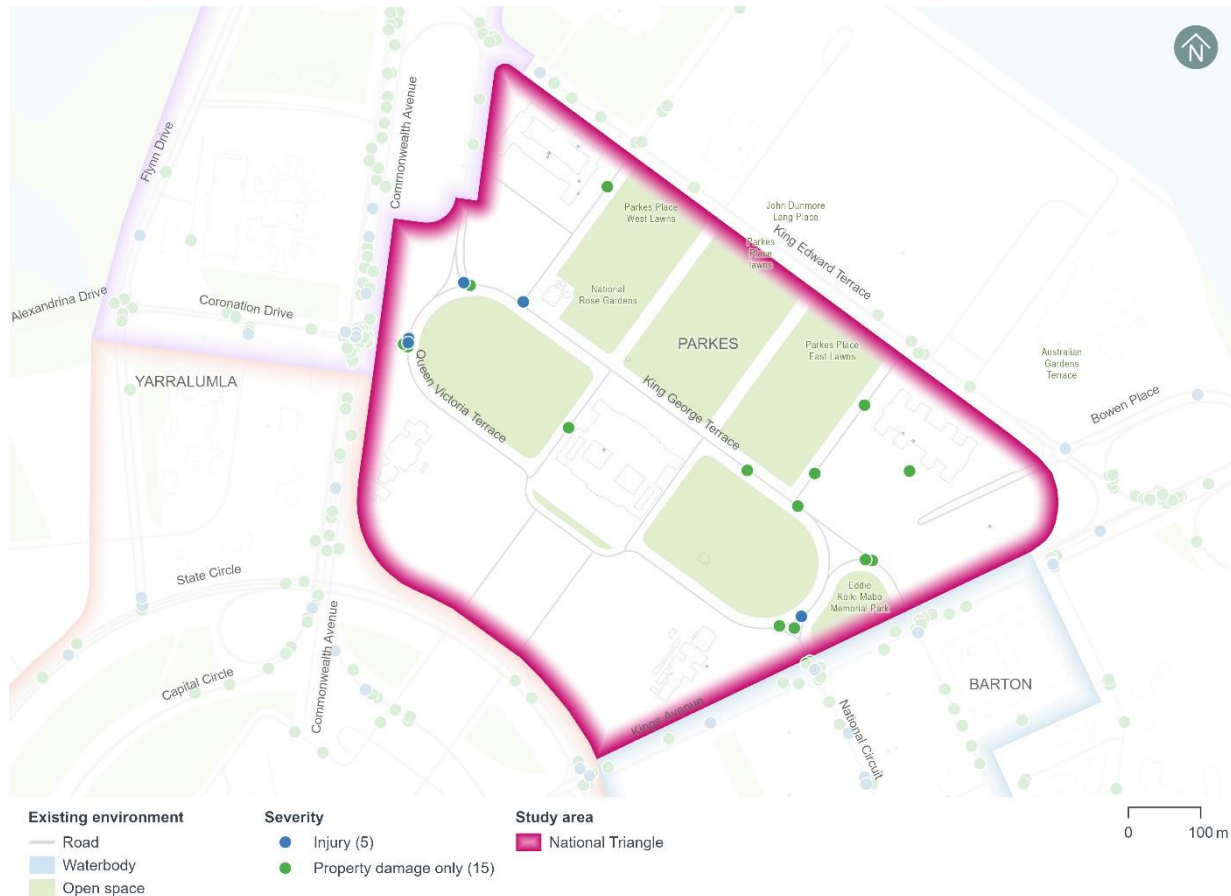 N
Flynn Drive
Commonwealth Avenue
Parkes Place
West Lawns
John Dunmore
Lang Place
Parkes
Place
lawns
King Edward Terrace
Alexandrina Drive
Coronation Drive
National
Rose Gardens
PARKES
Parkes Place
East Lawns
Australian
Gardens
Terrace
YARRALUMLA
Queen Victoria Terrace
King George Terrace
Bowen Place
State Circle
Eddie
Koiki Mabo
Memorial Park
Capital Circle
Commonwealth Avenue
Kings Avenue
BARTON
National Circuit
Existing environment
Road
Waterbody
Open space
Severity
Injury (5)
Property damage only (15)
Study area
National Triangle
0 100 m